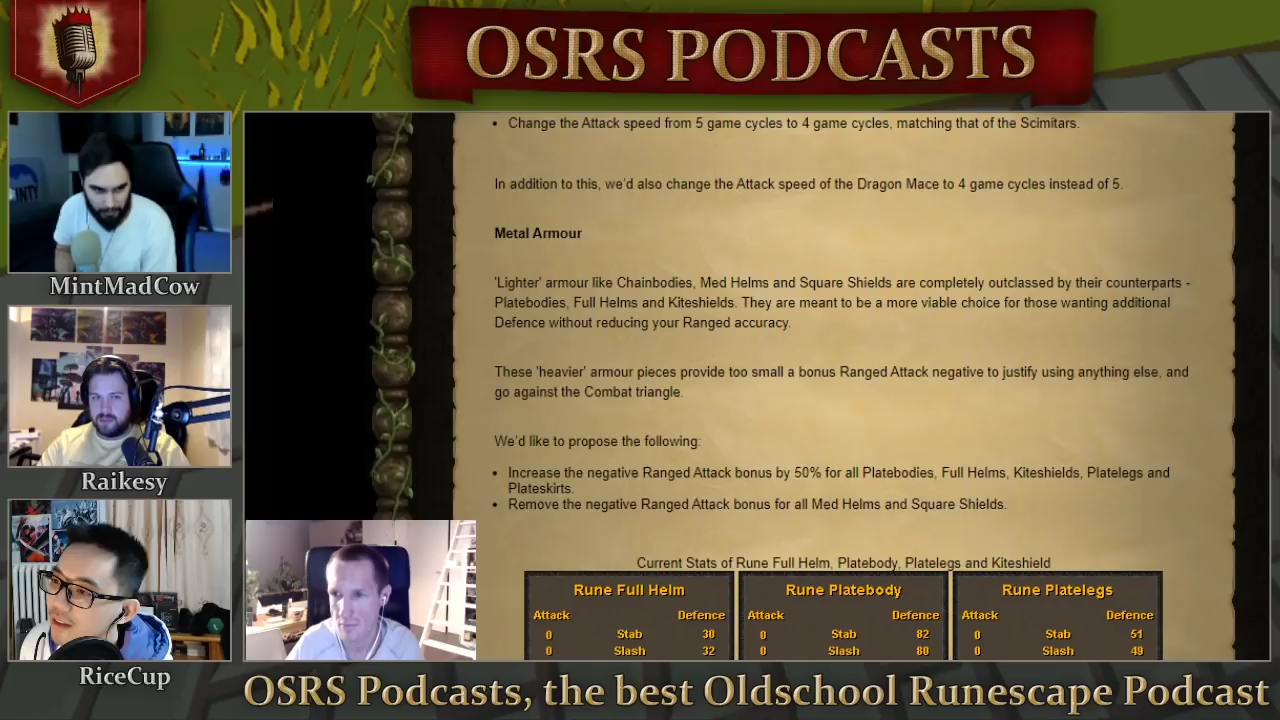 OSRS PODCASTS
MintMadCow
Raikesy
RiceCup
• Change the Attack speed from 5 game cycles to 4 game cycles, matching that of the Scimitars.
In addition to this, we'd also change the Attack speed of the Dragon Mace to 4 game cycles instead of 5.
Metal Armour
'Lighter' armour like Chainbodies, Med Helms and Square Shields are completely outclassed by their counterparts -
Platebodies, Full Helms and Kiteshields. They are meant to be a more viable choice for those wanting additional
Defence without reducing your Ranged accuracy.
These 'heavier' armour pieces provide too small a bonus Ranged Attack negative to justify using anything else, and
go against the Combat triangle.
We'd like to propose the following:
• Increase the negative Ranged Attack bonus by 50% for all Platebodies, Full Helms, Kiteshields, Platelegs and
Plateskirts.
• Remove the negative Ranged Attack bonus for all Med Helms and Square Shields.
Current Stats of Rune Full Helm, Platebody, Platelegs and Kiteshield
Rune Full Helm Rune Platebody Rune Platelegs
Attack Defence Attack Defence Attack Defence
0 Stab 30 0 Stab 82 0 Stab 51
0 Slash 32 0 Slash 80 0 Slash 49
OSRS Podcasts, the best Oldschool Runescape Podcast